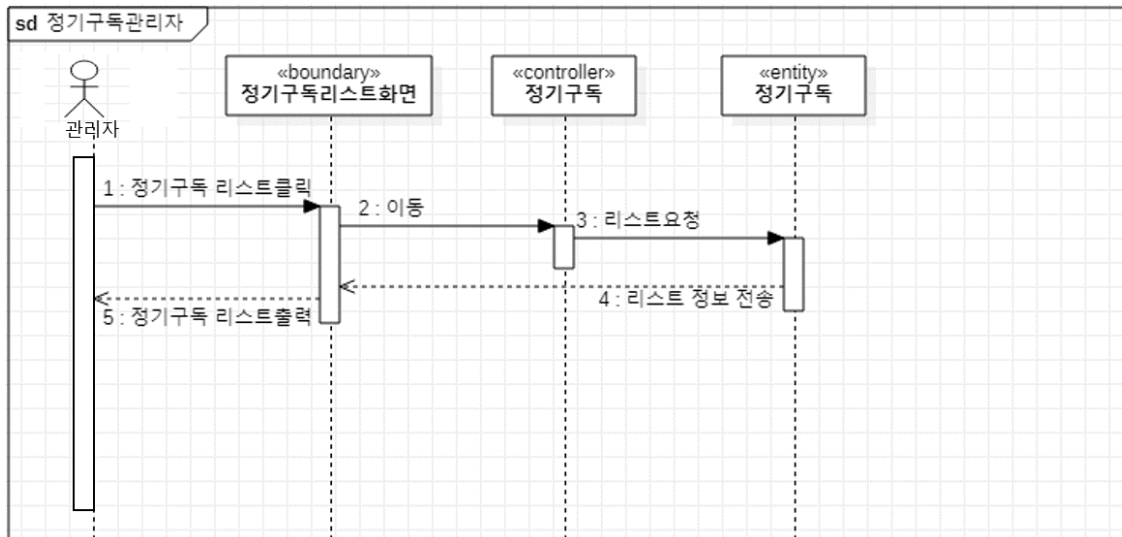 sd 정기구독관리자
관리자
«boundary»
정기구독리스트화면
«controller»
정기구독
«entity»
정기구독
1 : 정기구독 리스트클릭
2 : 이동
3 : 리스트요청
4 : 리스트 정보 전송
5 : 정기구독 리스트출력